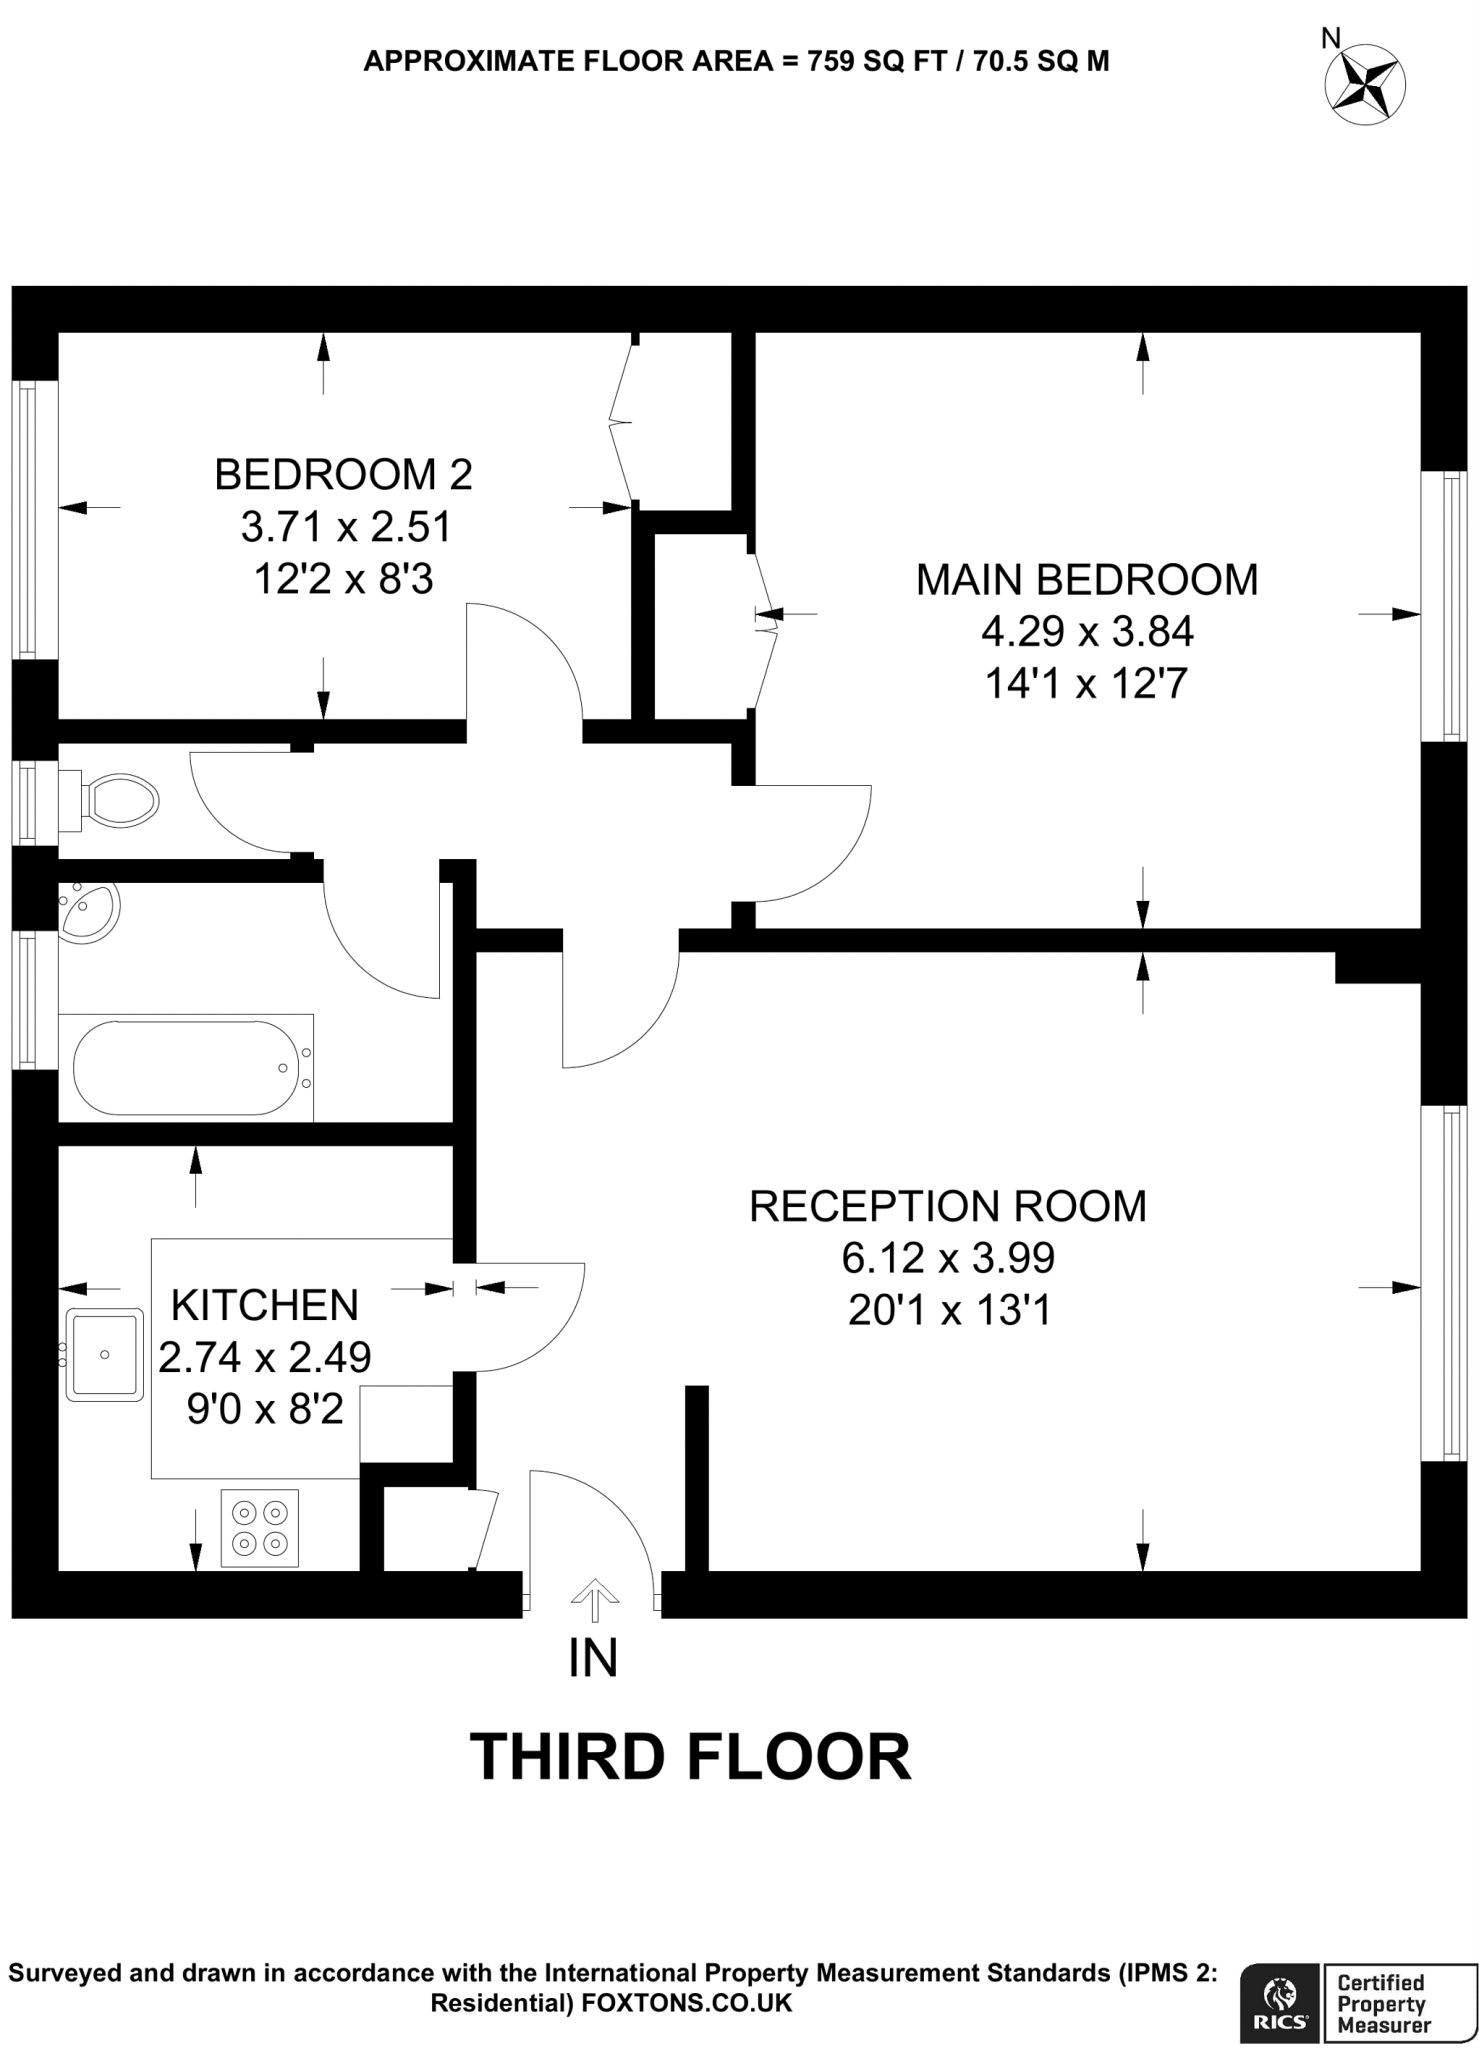 N
APPROXIMATE FLOOR AREA = 759 SQ FT / 70.5 SQ M
BEDROOM 2
3.71 x 2.51
12'2 x 8'3
MAIN BEDROOM
4.29 x 3.84
14'1 x 12'7
RECEPTION ROOM
6.12 x 3.99
20'1 x 13'1
KITCHEN
2.74 x 2.49
9'0 x 8'2
IN
THIRD FLOOR
Surveyed and drawn in accordance with the International Property Measurement Standards (IPMS 2:
Residential) FOXTONS.CO.UK
RICS
Certified
Property
Measurer